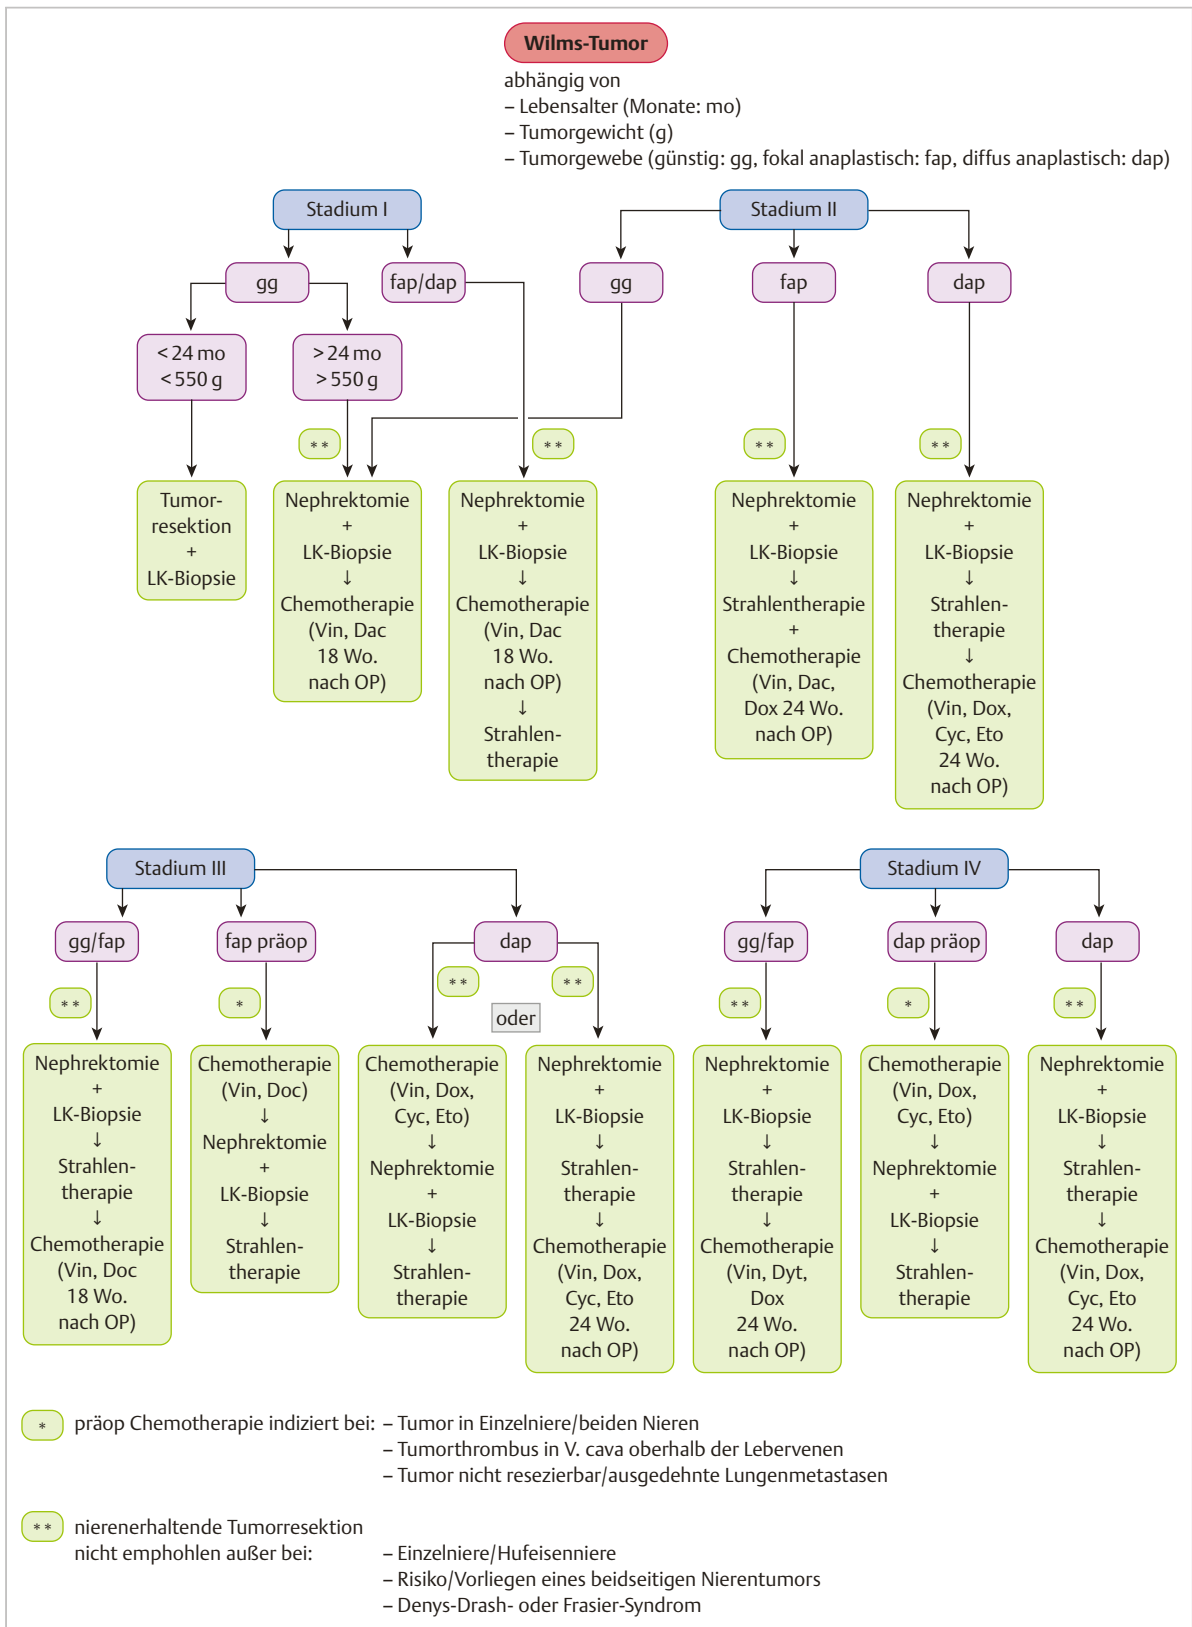 Wilms-Tumor
abhängig von
– Lebensalter (Monate: mo)
– Tumorgewicht (g)
– Tumorgewebe (günstig: gg, fokal anaplastisch: fap, diffus anaplastisch: dap)
Stadium I
gg
fap/dap
< 24 mo
< 550 g
> 24 mo
> 550 g
**
**
Tumor-
resektion
+
LK-Biopsie
Nephrektomie
+
LK-Biopsie
↓
Chemotherapie
(Vin, Dac
18 Wo.
nach OP)
Nephrektomie
+
LK-Biopsie
↓
Chemotherapie
(Vin, Dac
18 Wo.
nach OP)
↓
Strahlen-
therapie
Stadium II
gg
fap
dap
**
**
Nephrektomie
+
LK-Biopsie
↓
Strahlentherapie
+
Chemotherapie
(Vin, Dac,
Dox 24 Wo.
nach OP)
Nephrektomie
+
LK-Biopsie
↓
Strahlen-
therapie
↓
Chemotherapie
(Vin, Dox,
Cyc, Eto
24 Wo.
nach OP)
Stadium III
gg/fap
fap präop
dap
**
*
**
**
oder
Nephrektomie
+
LK-Biopsie
↓
Strahlen-
therapie
↓
Chemotherapie
(Vin, Doc
18 Wo.
nach OP)
Chemotherapie
(Vin, Doc)
↓
Nephrektomie
+
LK-Biopsie
↓
Strahlen-
therapie
Chemotherapie
(Vin, Dox,
Cyc, Eto)
↓
Nephrektomie
+
LK-Biopsie
↓
Strahlen-
therapie
Nephrektomie
+
LK-Biopsie
↓
Strahlen-
therapie
↓
Chemotherapie
(Vin, Dox,
Cyc, Eto
24 Wo.
nach OP)
Stadium IV
gg/fap
dap präop
dap
**
*
**
Nephrektomie
+
LK-Biopsie
↓
Strahlen-
therapie
↓
Chemotherapie
(Vin, Dyt,
Dox
24 Wo.
nach OP)
Chemotherapie
(Vin, Dox,
Cyc, Eto)
↓
Nephrektomie
+
LK-Biopsie
↓
Strahlen-
therapie
Nephrektomie
+
LK-Biopsie
↓
Strahlen-
therapie
↓
Chemotherapie
(Vin, Dox,
Cyc, Eto
24 Wo.
nach OP)
* präop Chemotherapie indiziert bei: – Tumor in Einzelniere/beiden Nieren
– Tumorthrombus in V. cava oberhalb der Lebervenen
– Tumor nicht resezierbar/ausgedehnte Lungenmetastasen
** nierenerhaltende Tumorresektion
nicht emphohlen außer bei: – Einzelniere/Hufeisenniere
– Risiko/Vorliegen eines beidseitigen Nierentumors
– Denys-Drash- oder Frasier-Syndrom